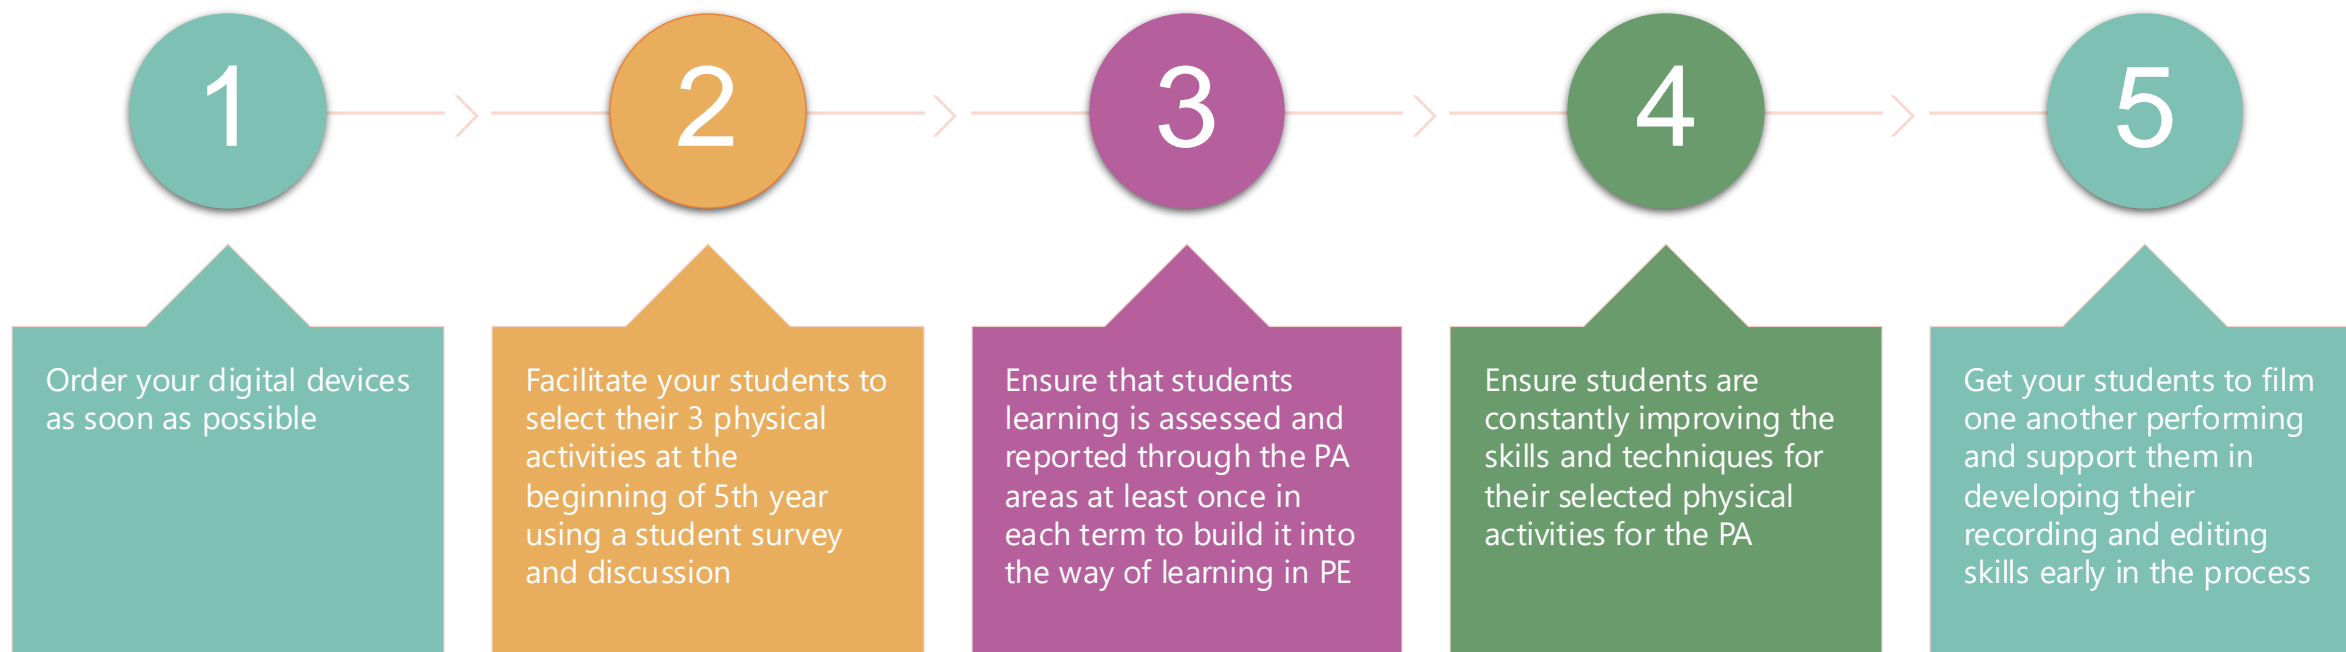 1
2
3
4
5
Order your digital devices
as soon as possible
Facilitate your students to
select their 3 physical
activities at the
beginning of 5th year
using a student survey
and discussion
Ensure that students
learning is assessed and
reported through the PA
areas at least once in
each term to build it into
the way of learning in PE
Ensure students are
constantly improving the
skills and techniques for
their selected physical
activities for the PA
Get your students to film
one another performing
and support them in
developing their
recording and editing
skills early in the process